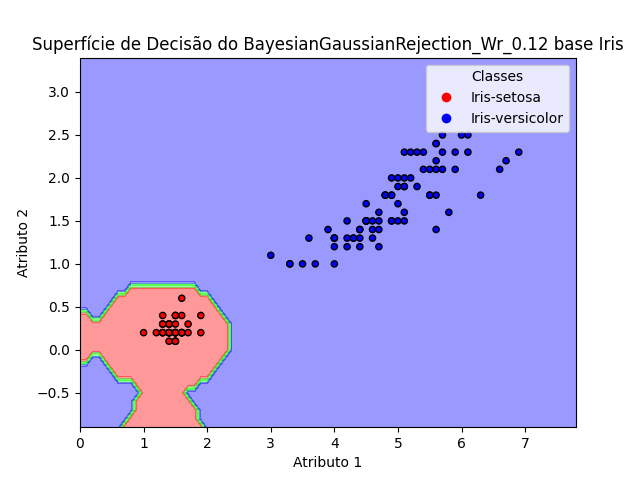 Superfície de Decisão do BayesianGaussianRejection_Wr_0.12 base Iris
Classes
Iris-setosa
Iris-versicolor
Atributo 2
3.0
2.5
2.0
1.5
1.0
0.5
0.0
−0.5
0 1 2 3 4 5 6 7
Atributo 1